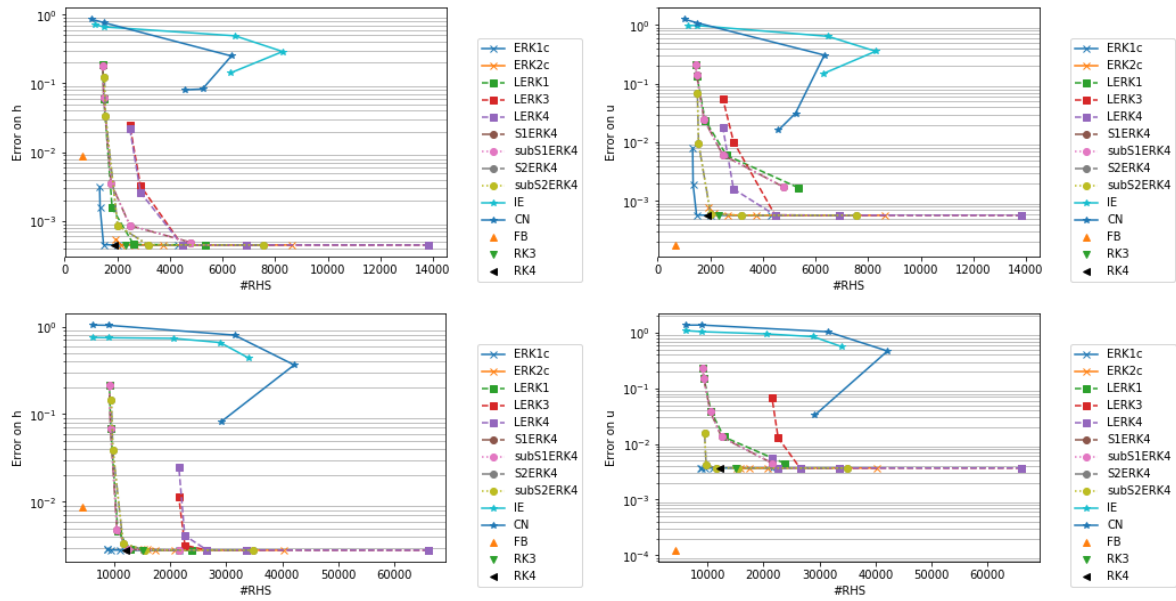 10⁰
10⁻¹
10⁻²
10⁻³
Error on h
0 2000 4000 6000 8000 10000 12000 14000
#RHS
ERK1c
ERK2c
LERK1
LERK3
LERK4
S1ERK4
subS1ERK4
S2ERK4
subS2ERK4
IE
CN
FB
RK3
RK4
10⁰
10⁻¹
10⁻²
10⁻³
Error on u
0 2000 4000 6000 8000 10000 12000 14000
#RHS
ERK1c
ERK2c
LERK1
LERK3
LERK4
S1ERK4
subS1ERK4
S2ERK4
subS2ERK4
IE
CN
FB
RK3
RK4
10⁰
10⁻¹
10⁻²
Error on h
10000 20000 30000 40000 50000 60000
#RHS
ERK1c
ERK2c
LERK1
LERK3
LERK4
S1ERK4
subS1ERK4
S2ERK4
subS2ERK4
IE
CN
FB
RK3
RK4
10⁰
10⁻¹
10⁻²
10⁻³
10⁻⁴
Error on u
10000 20000 30000 40000 50000 60000
#RHS
ERK1c
ERK2c
LERK1
LERK3
LERK4
S1ERK4
subS1ERK4
S2ERK4
subS2ERK4
IE
CN
FB
RK3
RK4